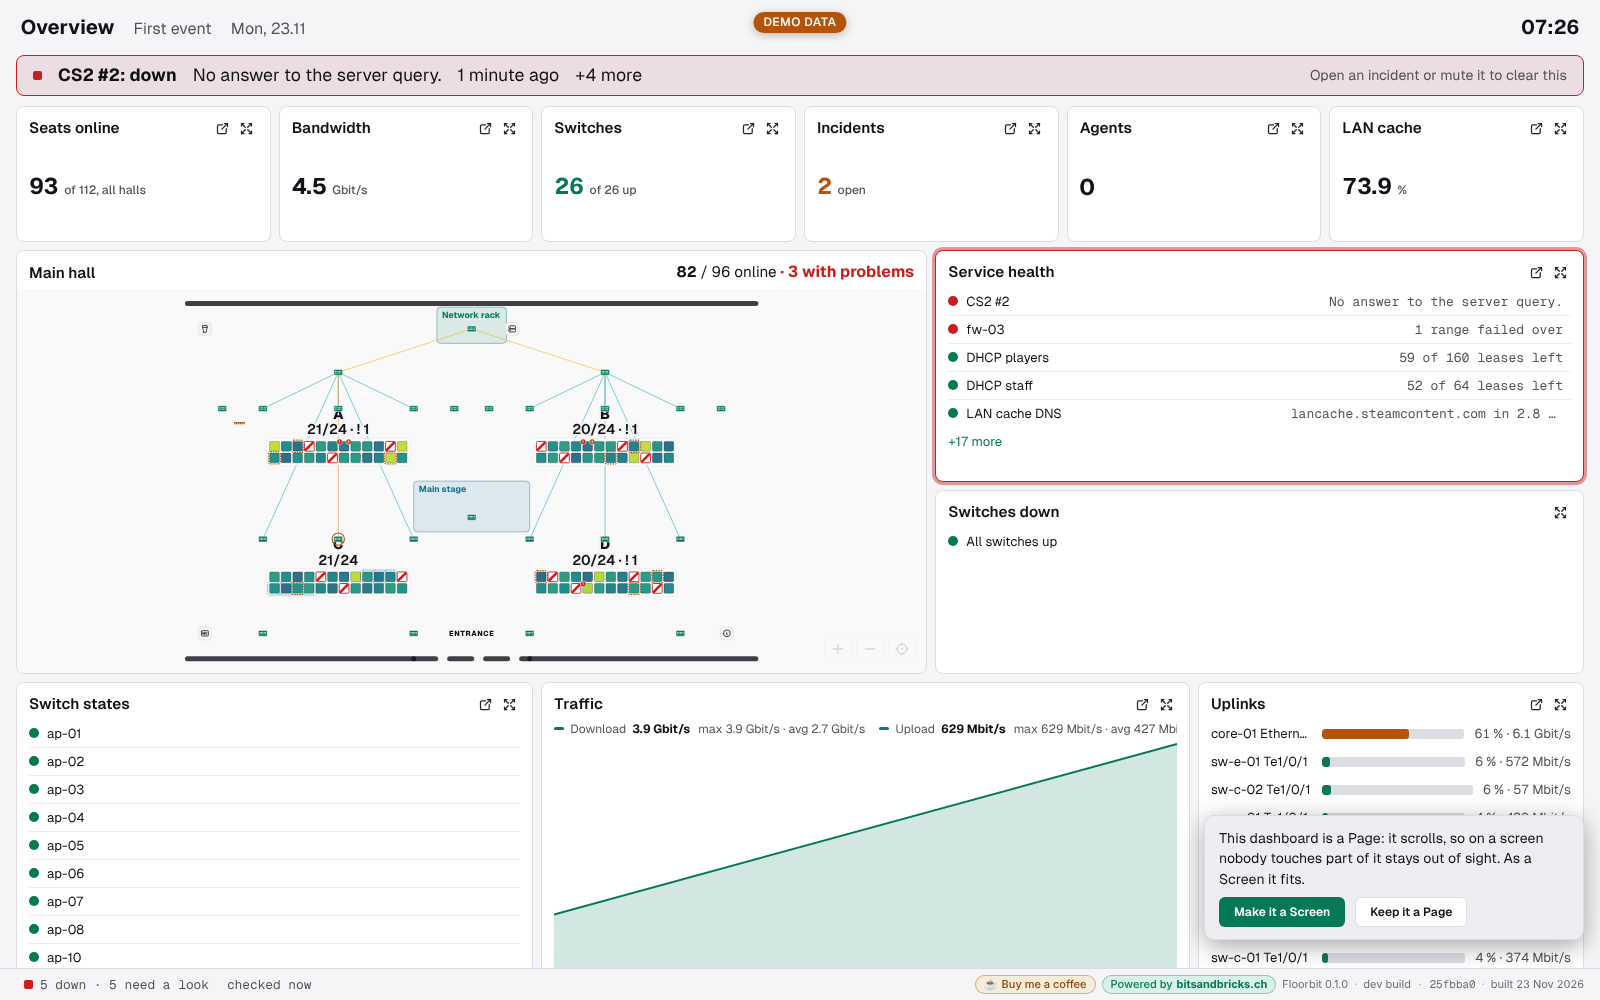 Overview First event Mon, 23.11 DEMO DATA 07:26
CS2 #2: down No answer to the server query. 1 minute ago +4 more Open an incident or mute it to clear this
Seats online
93 of 112, all halls
Bandwidth
4.5 Gbit/s
Switches
26 of 26 up
Incidents
2 open
Agents
0
LAN cache
73.9 %
Main hall 82 / 96 online · 3 with problems
Network rack
A
21/24 · ! 1
B
20/24 · ! 1
Main stage
C
21/24
D
20/24 · ! 1
ENTRANCE
Service health
CS2 #2 No answer to the server query.
fw-03 1 range failed over
DHCP players 59 of 160 leases left
DHCP staff 52 of 64 leases left
LAN cache DNS lancache.steamcontent.com in 2.8 …
+17 more
Switches down
All switches up
Switch states
ap-01
ap-02
ap-03
ap-04
ap-05
ap-06
ap-07
ap-08
ap-10
Traffic
Download 3.9 Gbit/s max 3.9 Gbit/s · avg 2.7 Gbit/s Upload 629 Mbit/s max 629 Mbit/s · avg 427 Mbi
Uplinks
core-01 Ethern… 61 % · 6.1 Gbit/s
sw-e-01 Te1/0/1 6 % · 572 Mbit/s
sw-c-02 Te1/0/1 6 % · 57 Mbit/s
This dashboard is a Page: it scrolls, so on a screen
nobody touches part of it stays out of sight. As a
Screen it fits.
Make it a Screen Keep it a Page
sw-c-01 Te1/0/1 4 % · 374 Mbit/s
5 down · 5 need a look checked now
Buy me a coffee Powered by bitsandbricks.ch Floorbit 0.1.0 · dev build · 25fbba0 · built 23 Nov 2026